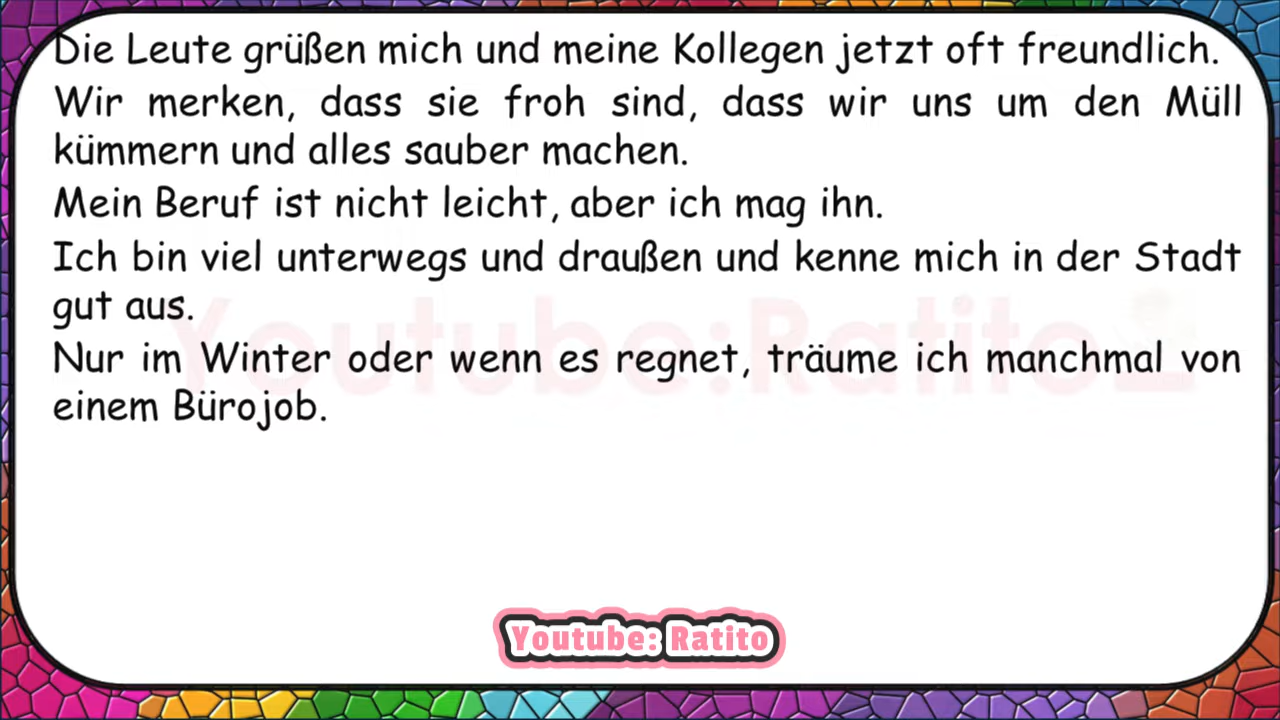 Die Leute grüßen mich und meine Kollegen jetzt oft freundlich.
Wir merken, dass sie froh sind, dass wir uns um den Müll
kümmern und alles sauber machen.
Mein Beruf ist nicht leicht, aber ich mag ihn.
Ich bin viel unterwegs und draußen und kenne mich in der Stadt
gut aus.
Youtube:Ratito
Nur im Winter oder wenn es regnet, träume ich manchmal von
einem Bürojob.
Youtube: Ratito